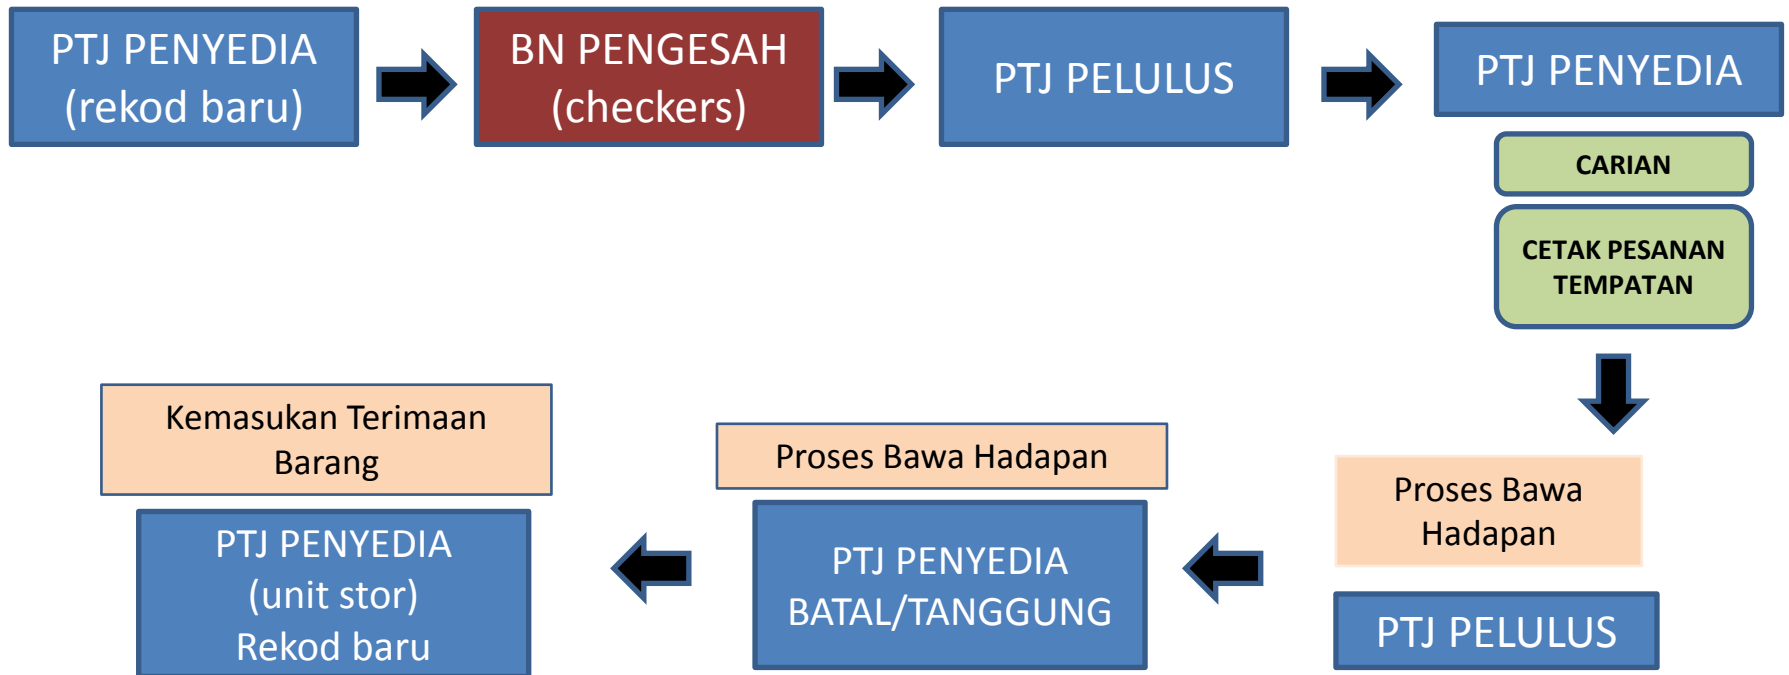 PTJ PENYEDIA
(rekod baru)
BN PENGESAH
(checkers)
PTJ PELULUS
PTJ PENYEDIA
CARIAN
CETAK PESANAN
TEMPATAN
Proses Bawa
Hadapan
PTJ PELULUS
Proses Bawa Hadapan
PTJ PENYEDIA
BATAL/TANGGUNG
Kemasukan Terimaan
Barang
PTJ PENYEDIA
(unit stor)
Rekod baru